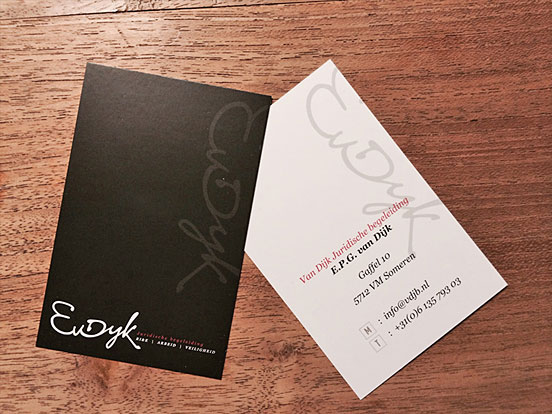 EvDyk
EvDyk
Juridische begeleiding
RI&E | ARBEID | VEILIGHEID
EvDyk
Van Dijk Juridische begeleiding
E.P.G. van Dijk
Gaffel 10
5712 VM Someren
M : info@vdjb.nl
T : +31(0)6 135 793 03